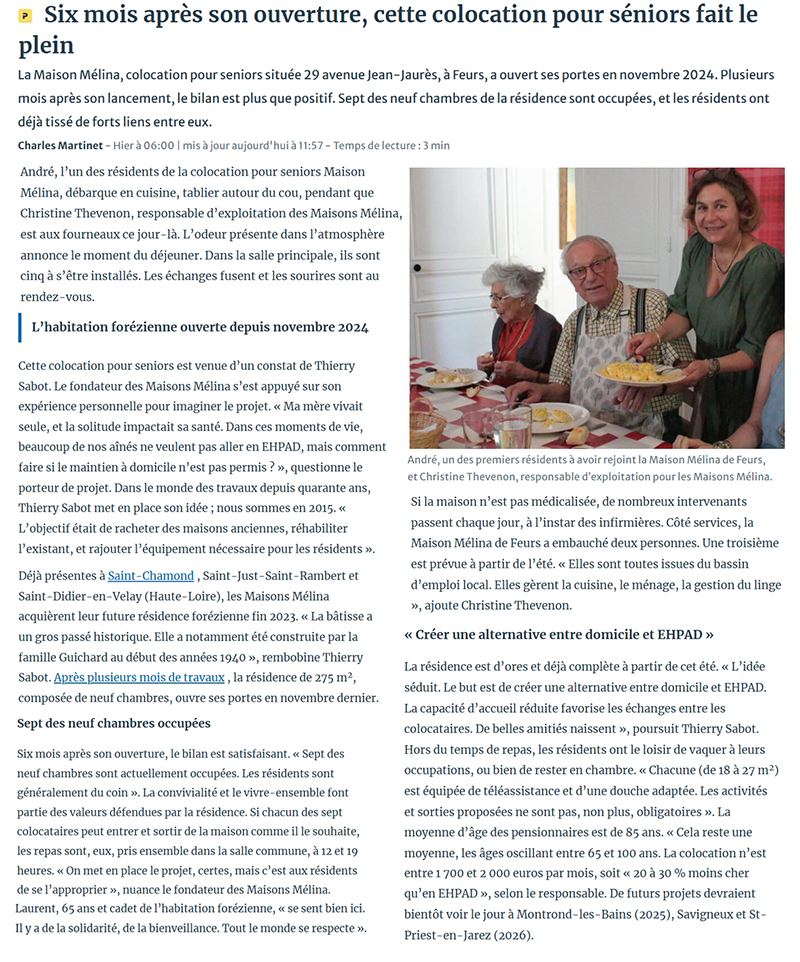 P Six mois après son ouverture, cette colocation pour séniors fait le
plein
La Maison Mélina, colocation pour seniors située 29 avenue Jean-Jaurès, à Feurs, a ouvert ses portes en novembre 2024. Plusieurs
mois après son lancement, le bilan est plus que positif. Sept des neuf chambres de la résidence sont occupées, et les résidents ont
déjà tissé de forts liens entre eux.
Charles Martinet - Hier à 06:00 | mis à jour aujourd'hui à 11:57 - Temps de lecture : 3 min
André, l’un des résidents de la colocation pour seniors Maison
Mélina, débarque en cuisine, tablier autour du cou, pendant que
Christine Thevenon, responsable d’exploitation des Maisons Mélina,
est aux fourneaux ce jour-là. L’odeur présente dans l’atmosphère
annonce le moment du déjeuner. Dans la salle principale, ils sont
cinq à s’être installés. Les échanges fusent et les sourires sont au
rendez-vous.
L’habitation forézienne ouverte depuis novembre 2024
Cette colocation pour seniors est venue d’un constat de Thierry
Sabot. Le fondateur des Maisons Mélina s’est appuyé sur son
expérience personnelle pour imaginer le projet. « Ma mère vivait
seule, et la solitude impactait sa santé. Dans ces moments de vie,
beaucoup de nos aînés ne veulent pas aller en EHPAD, mais comment
faire si le maintien à domicile n’est pas permis ? », questionne le
porteur de projet. Dans le monde des travaux depuis quarante ans,
Thierry Sabot met en place son idée ; nous sommes en 2015. «
L’objectif était de racheter des maisons anciennes, réhabiliter
l’existant, et rajouter l’équipement nécessaire pour les résidents ».
Déjà présentes à Saint-Chamond , Saint-Just-Saint-Rambert et
Saint-Didier-en-Velay (Haute-Loire), les Maisons Mélina
acquièrent leur future résidence forézienne fin 2023. « La bâtisse a
un gros passé historique. Elle a notamment été construite par la
famille Guichard au début des années 1940 », rembobine Thierry
Sabot. Après plusieurs mois de travaux , la résidence de 275 m²,
composée de neuf chambres, ouvre ses portes en novembre dernier.
Sept des neuf chambres occupées
Six mois après son ouverture, le bilan est satisfaisant. « Sept des
neuf chambres sont actuellement occupées. Les résidents sont
généralement du coin ». La convivialité et le vivre-ensemble font
partie des valeurs défendues par la résidence. Si chacun des sept
colocataires peut entrer et sortir de la maison comme il le souhaite,
les repas sont, eux, pris ensemble dans la salle commune, à 12 et 19
heures. « On met en place le projet, certes, mais c’est aux résidents
de se l’approprier », nuance le fondateur des Maisons Mélina.
Laurent, 65 ans et cadet de l’habitation forézienne, « se sent bien ici.
Il y a de la solidarité, de la bienveillance. Tout le monde se respecte ».
André, un des premiers résidents à avoir rejoint la Maison Mélina de Feurs,
et Christine Thevenon, responsable d’exploitation pour les Maisons Mélina.
Si la maison n’est pas médicalisée, de nombreux intervenants
passent chaque jour, à l’instar des infirmières. Côté services, la
Maison Mélina de Feurs a embauché deux personnes. Une troisième
est prévue à partir de l’été. « Elles sont toutes issues du bassin
d’emploi local. Elles gèrent la cuisine, le ménage, la gestion du linge
», ajoute Christine Thevenon.
« Créer une alternative entre domicile et EHPAD »
La résidence est d’ores et déjà complète à partir de cet été. « L’idée
séduit. Le but est de créer une alternative entre domicile et EHPAD.
La capacité d’accueil réduite favorise les échanges entre les
colocataires. De belles amitiés naissent », poursuit Thierry Sabot.
Hors du temps de repas, les résidents ont le loisir de vaquer à leurs
occupations, ou bien de rester en chambre. « Chacune (de 18 à 27 m²)
est équipée de téléassistance et d’une douche adaptée. Les activités
et sorties proposées ne sont pas, non plus, obligatoires ». La
moyenne d’âge des pensionnaires est de 85 ans. « Cela reste une
moyenne, les âges oscillant entre 65 et 100 ans. La colocation n’est
entre 1 700 et 2 000 euros par mois, soit « 20 à 30 % moins cher
qu’en EHPAD », selon le responsable. De futurs projets devraient
bientôt voir le jour à Montrond-les-Bains (2025), Savigneux et St-
Priest-en-Jarez (2026).